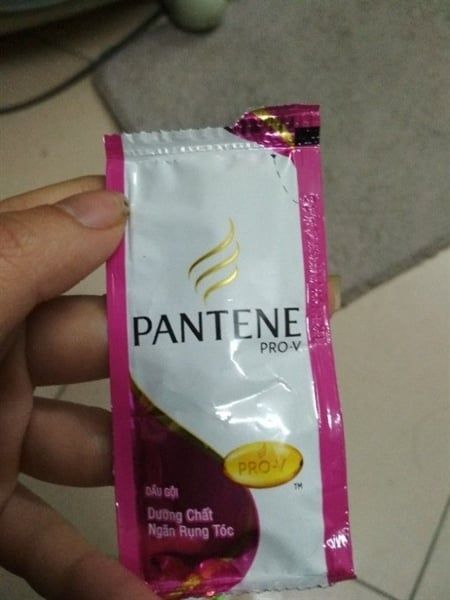 PANTENE
PRO-V
PRO-V
TM
DẦU GỘI
Dưỡng Chất
Ngăn Rụng Tóc